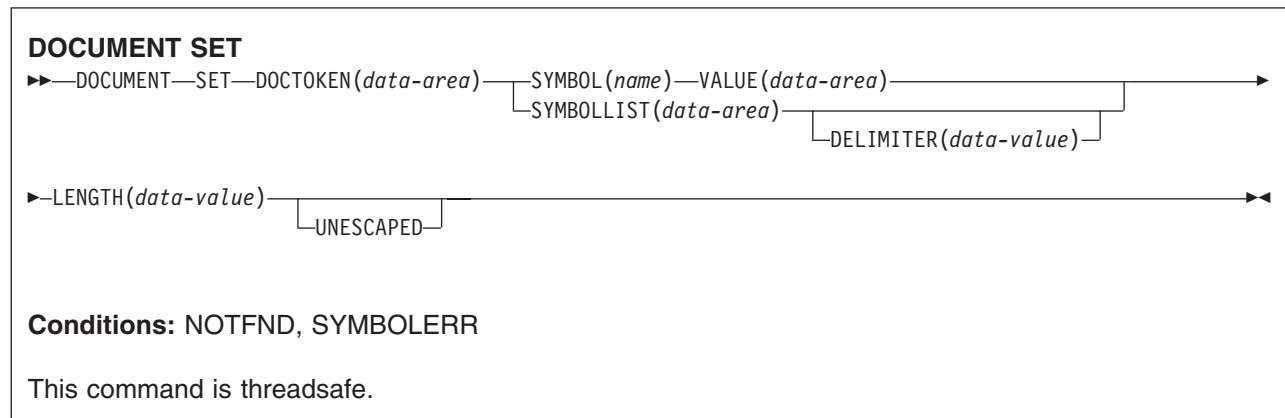 DOCUMENT SET
DOCUMENT SET DOCTOKEN(data-area) SYMBOL(name) VALUE(data-area)
SYMBOLLIST(data-area)
DELIMITER(data-value)
LENGTH(data-value)
UNESCAPED
Conditions: NOTFND, SYMBOLERR
This command is threadsafe.